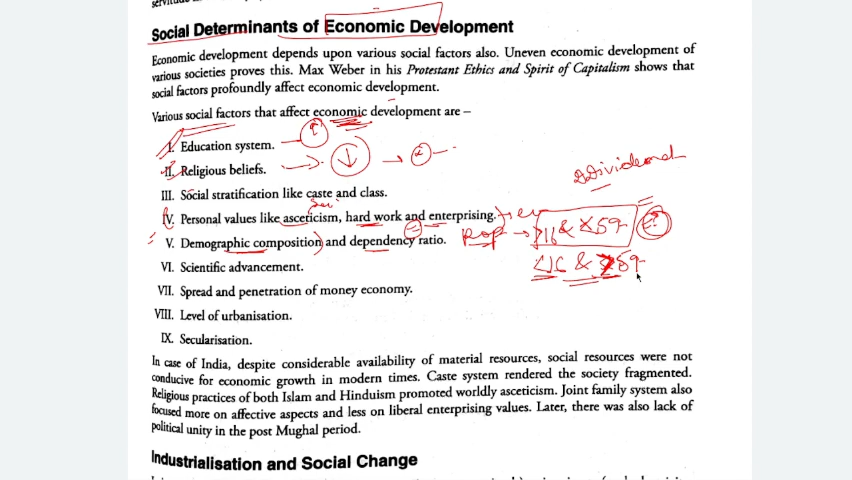 Social Determinants of Economic Development
Economic development depends upon various social factors also. Uneven economic development of
various societies proves this. Max Weber in his Protestant Ethics and Spirit of Capitalism shows that
social factors profoundly affect economic development.
Various social factors that affect economic development are –
I. Education system.
II. Religious beliefs.
Dividend
III. Social stratification like caste and class.
IV. Personal values like asceticism, hard work and enterprising.
>16 & <59
V. Demographic composition and dependency ratio.
Pop
<16 & >59
VI. Scientific advancement.
VII. Spread and penetration of money economy.
VIII. Level of urbanisation.
IX. Secularisation.
In case of India, despite considerable availability of material resources, social resources were not
conducive for economic growth in modern times. Caste system rendered the society fragmented.
Religious practices of both Islam and Hinduism promoted worldly asceticism. Joint family system also
focused more on affective aspects and less on liberal enterprising values. Later, there was also lack of
political unity in the post Mughal period.
Industrialisation and Social Change